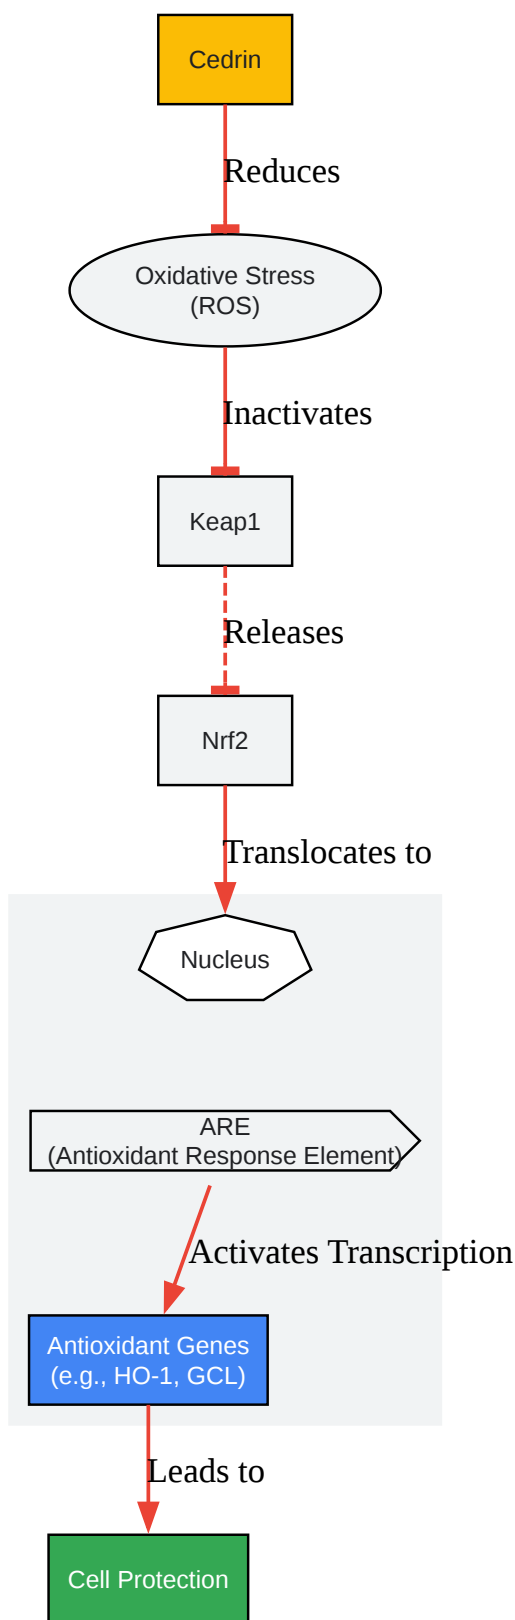 Cedrin
Reduces
Oxidative Stress
(ROS)
Inactivates
Keap1
Releases
Nrf2
Translocates to
Nucleus
ARE
(Antioxidant Response Element)
Activates Transcription
Antioxidant Genes
(e.g., HO-1, GCL)
Leads to
Cell Protection